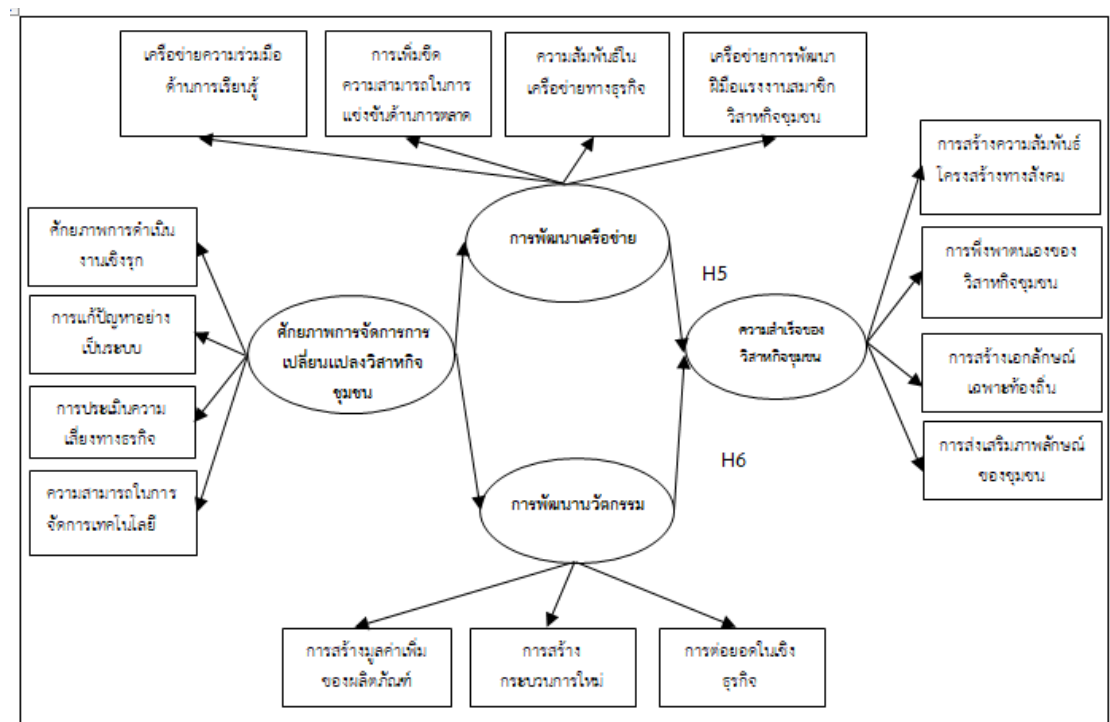 เครือข่ายความร่วมมือ
ด้านการเรียนรู้
การเพิ่มขีด
ความสามารถในการ
แข่งขันด้านการตลาด
ความสัมพันธ์ใน
เครือข่ายทางธุรกิจ
เครือข่ายการพัฒนา
ฝีมือแรงงานสมาชิก
วิสาหกิจชุมชน
การสร้างความสัมพันธ์
โครงสร้างทางสังคม
ศักยภาพการดำเนิน
งานเชิงรุก
การพัฒนาเครือข่าย
การพึ่งพาตนเองของ
วิสาหกิจชุมชน
H5
การแก้ปัญหาอย่าง
เป็นระบบ
ศักยภาพการจัดการการ
เปลี่ยนแปลงวิสาหกิจ
ชุมชน
ความสำเร็จของ
วิสาหกิจชุมชน
การสร้างเอกลักษณ์
เฉพาะท้องถิ่น
การประเมินความ
เสี่ยงทางธุรกิจ
การส่งเสริมภาพลักษณ์
ของชุมชน
H6
ความสามารถในการ
จัดการเทคโนโลยี
การพัฒนานวัตกรรม
การสร้างมูลค่าเพิ่ม
ของผลิตภัณฑ์
การสร้าง
กระบวนการใหม่
การต่อยอดในเชิง
ธุรกิจ